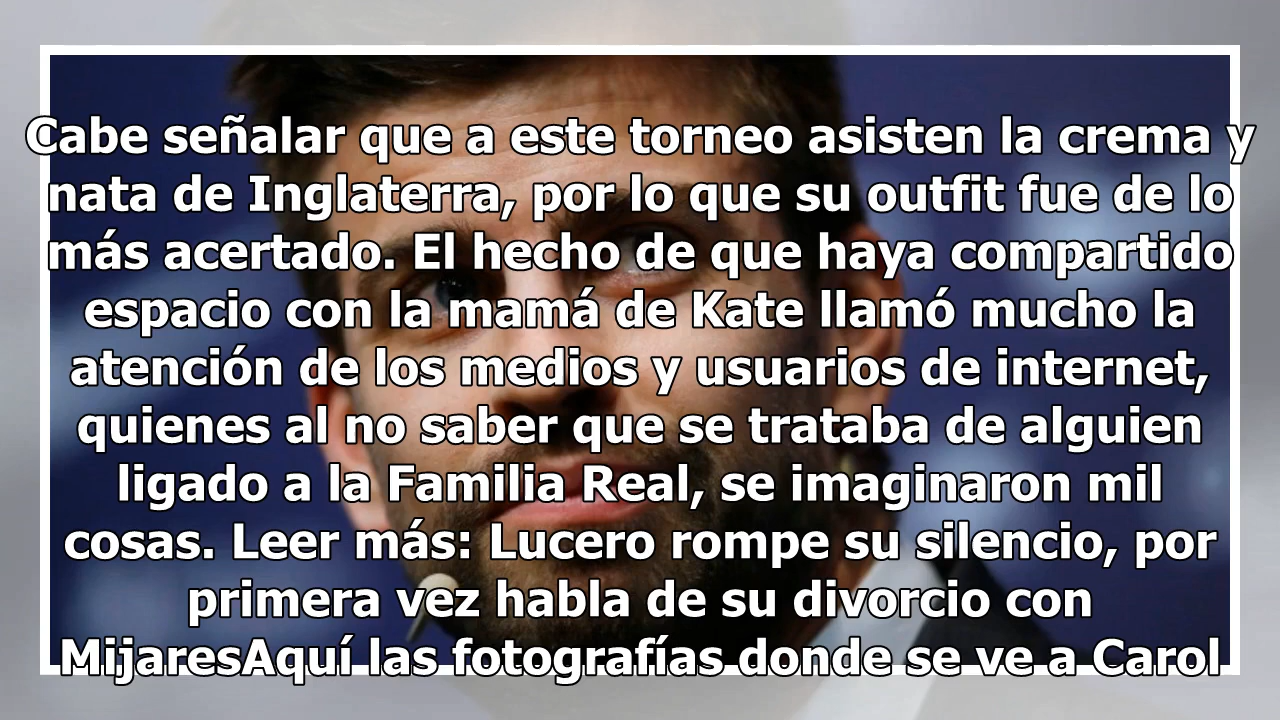 Cabe señalar que a este torneo asisten la crema y
nata de Inglaterra, por lo que su outfit fue de lo
más acertado. El hecho de que haya compartido
espacio con la mamá de Kate llamó mucho la
atención de los medios y usuarios de internet,
quienes al no saber que se trataba de alguien
ligado a la Familia Real, se imaginaron mil
cosas. Leer más: Lucero rompe su silencio, por
primera vez habla de su divorcio con
MijaresAquí las fotografías donde se ve a Carol